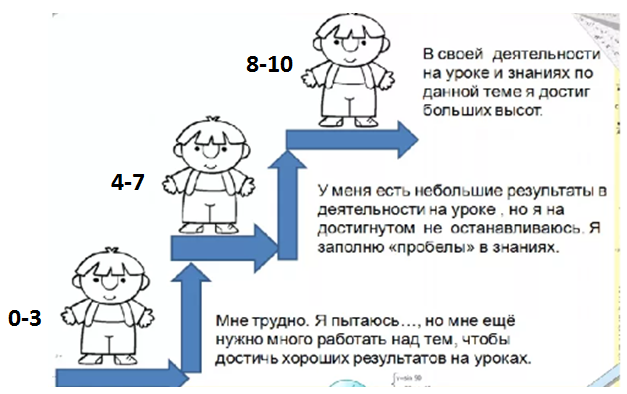 8-10
В своей деятельности
на уроке и знаниях по
данной теме я достиг
больших высот.
4-7
У меня есть небольшие результаты в
деятельности на уроке , но я на
достигнутом не останавливаюсь. Я
заполню «пробелы» в знаниях.
0-3
Мне трудно. Я пытаюсь..., но мне ещё
нужно много работать над тем, чтобы
достичь хороших результатов на уроках.